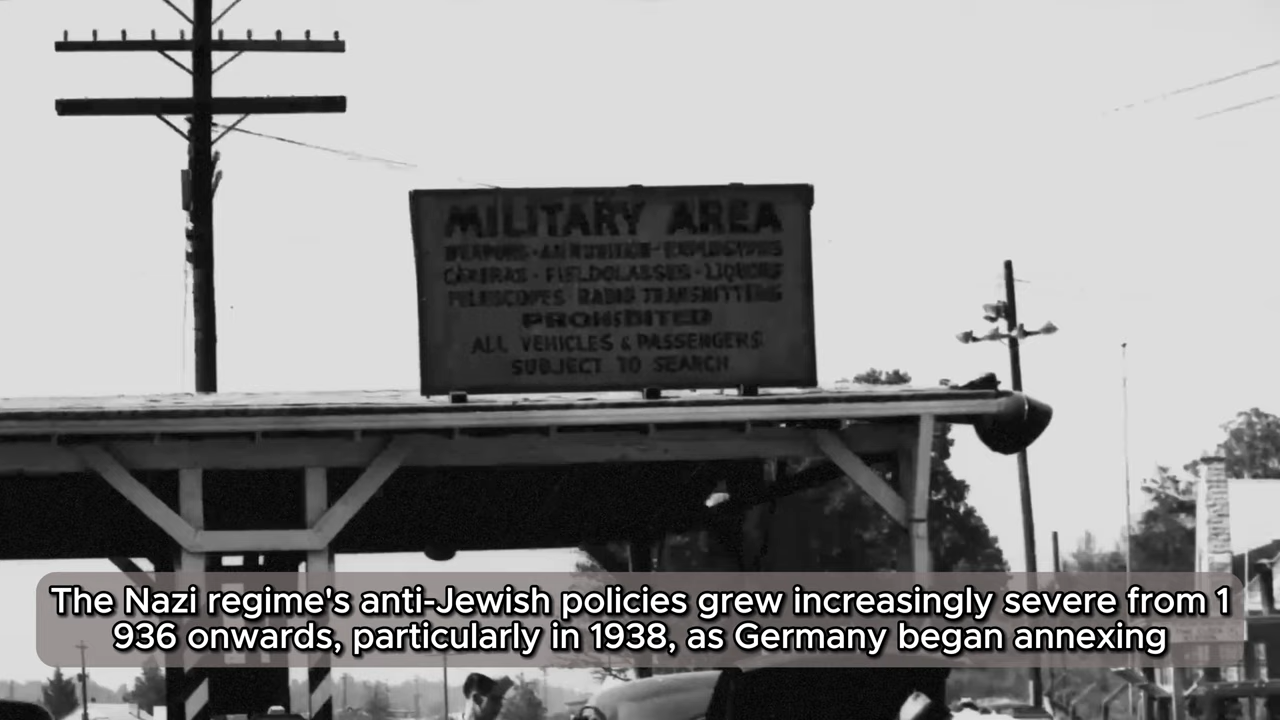 MILITARY AREA
WEAPONS - AMMUNITION - EXPLOSIVES
CAMERAS - FIELDGLASSES - LIQUORS
TELESCOPES RADIO TRANSMITTING
PROHIBITED
ALL VEHICLES & PASSENGERS
SUBJECT TO SEARCH
The Nazi regime's anti-Jewish policies grew increasingly severe from 1
936 onwards, particularly in 1938, as Germany began annexing